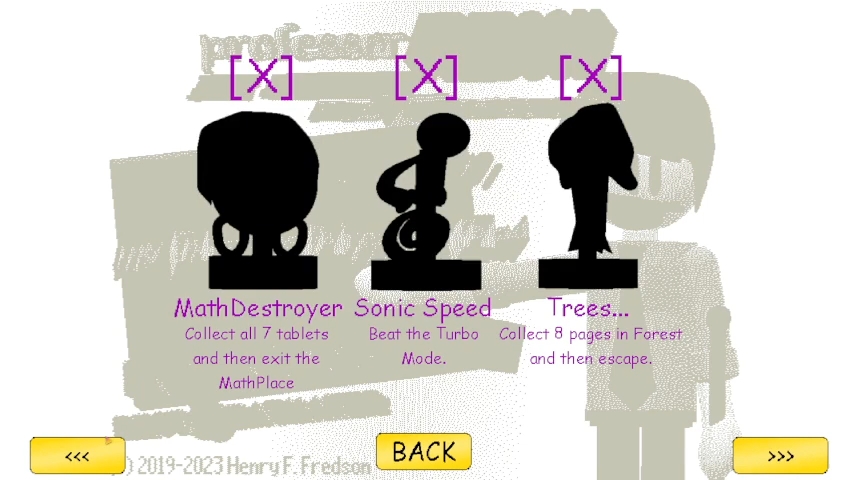 professor
[X] [X] [X]
MathDestroyer Sonic Speed Trees...
Collect all 7 tablets Beat the Turbo Collect 8 pages in Forest
and then exit the Mode. and then escape.
MathPlace
<<< BACK >>>
) 2019-2023 Henry F. Fredson